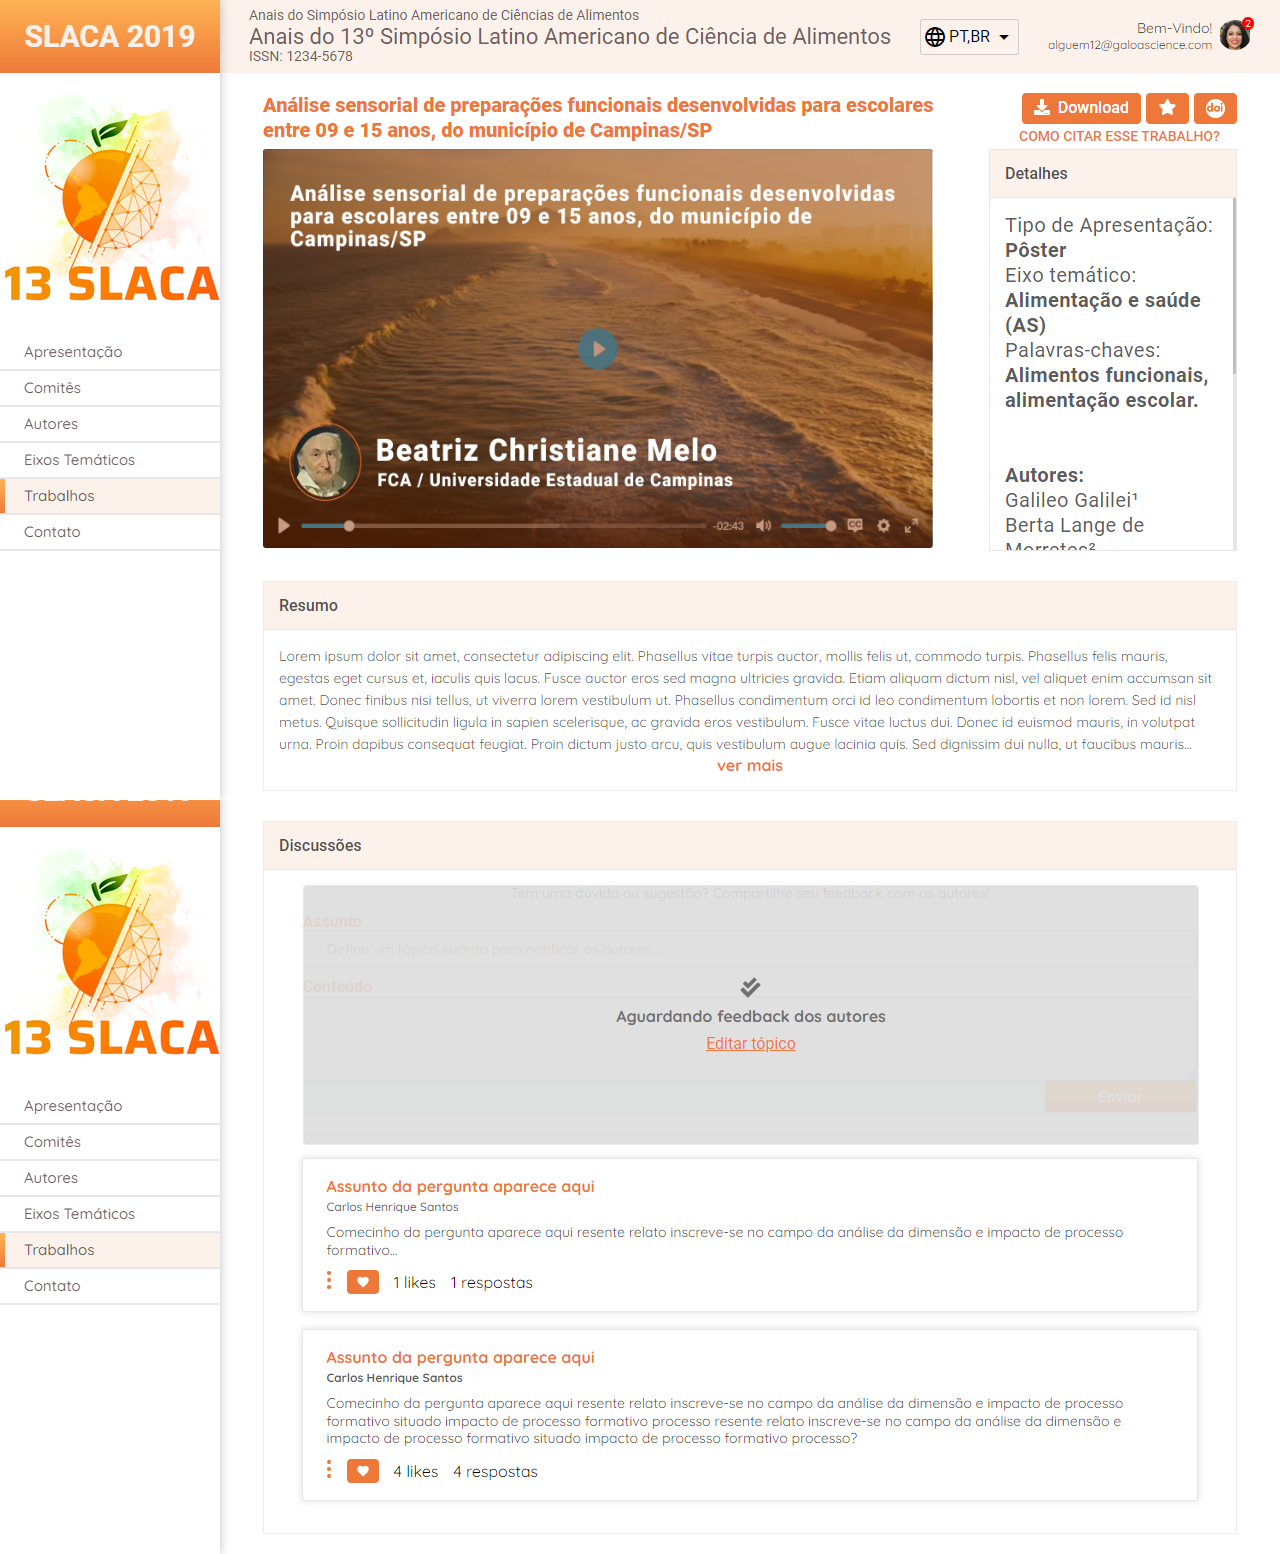 SLACA 2019
Anais do Simpósio Latino Americano de Ciências de Alimentos
Anais do 13º Simpósio Latino Americano de Ciência de Alimentos
ISSN: 1234-5678
PT,BR
Bem-Vindo!
alguem12@galoascience.com
2
13 SLACA
Apresentação
Comitês
Autores
Eixos Temáticos
Trabalhos
Contato
Análise sensorial de preparações funcionais desenvolvidas para escolares
entre 09 e 15 anos, do município de Campinas/SP
Download
doi
COMO CITAR ESSE TRABALHO?
Análise sensorial de preparações funcionais desenvolvidas
para escolares entre 09 e 15 anos, do município de
Campinas/SP
Beatriz Christiane Melo
FCA / Universidade Estadual de Campinas
-02:43
CC
Detalhes
Tipo de Apresentação:
Pôster
Eixo temático:
Alimentação e saúde
(AS)
Palavras-chaves:
Alimentos funcionais,
alimentação escolar.
Autores:
Galileo Galilei¹
Berta Lange de
Morretes²
Resumo
Lorem ipsum dolor sit amet, consectetur adipiscing elit. Phasellus vitae turpis auctor, mollis felis ut, commodo turpis. Phasellus felis mauris,
egestas eget cursus et, iaculis quis lacus. Fusce auctor eros sed magna ultricies gravida. Etiam aliquam dictum nisl, vel aliquet enim accumsan sit
amet. Donec finibus nisi tellus, ut viverra lorem vestibulum ut. Phasellus condimentum orci id leo condimentum lobortis et non lorem. Sed id nisl
metus. Quisque sollicitudin ligula in sapien scelerisque, ac gravida eros vestibulum. Fusce vitae luctus dui. Donec id euismod mauris, in volutpat
urna. Proin dapibus consequat feugiat. Proin dictum justo arcu, quis vestibulum augue lacinia quis. Sed dignissim dui nulla, ut faucibus mauris...
ver mais
13 SLACA
Apresentação
Comitês
Autores
Eixos Temáticos
Trabalhos
Contato
Discussões
Tem uma dúvida ou sugestão? Compartilhe seu feedback com os autores!
Assunto
Defina um tópico sucinto para notificar os autores...
Conteúdo
Aguardando feedback dos autores
Editar tópico
Enviar
Assunto da pergunta aparece aqui
Carlos Henrique Santos
Comecinho da pergunta aparece aqui resente relato inscreve-se no campo da análise da dimensão e impacto de processo
formativo...
1 likes 1 respostas
Assunto da pergunta aparece aqui
Carlos Henrique Santos
Comecinho da pergunta aparece aqui resente relato inscreve-se no campo da análise da dimensão e impacto de processo
formativo situado impacto de processo formativo processo resente relato inscreve-se no campo da análise da dimensão e
impacto de processo formativo situado impacto de processo formativo processo?
4 likes 4 respostas